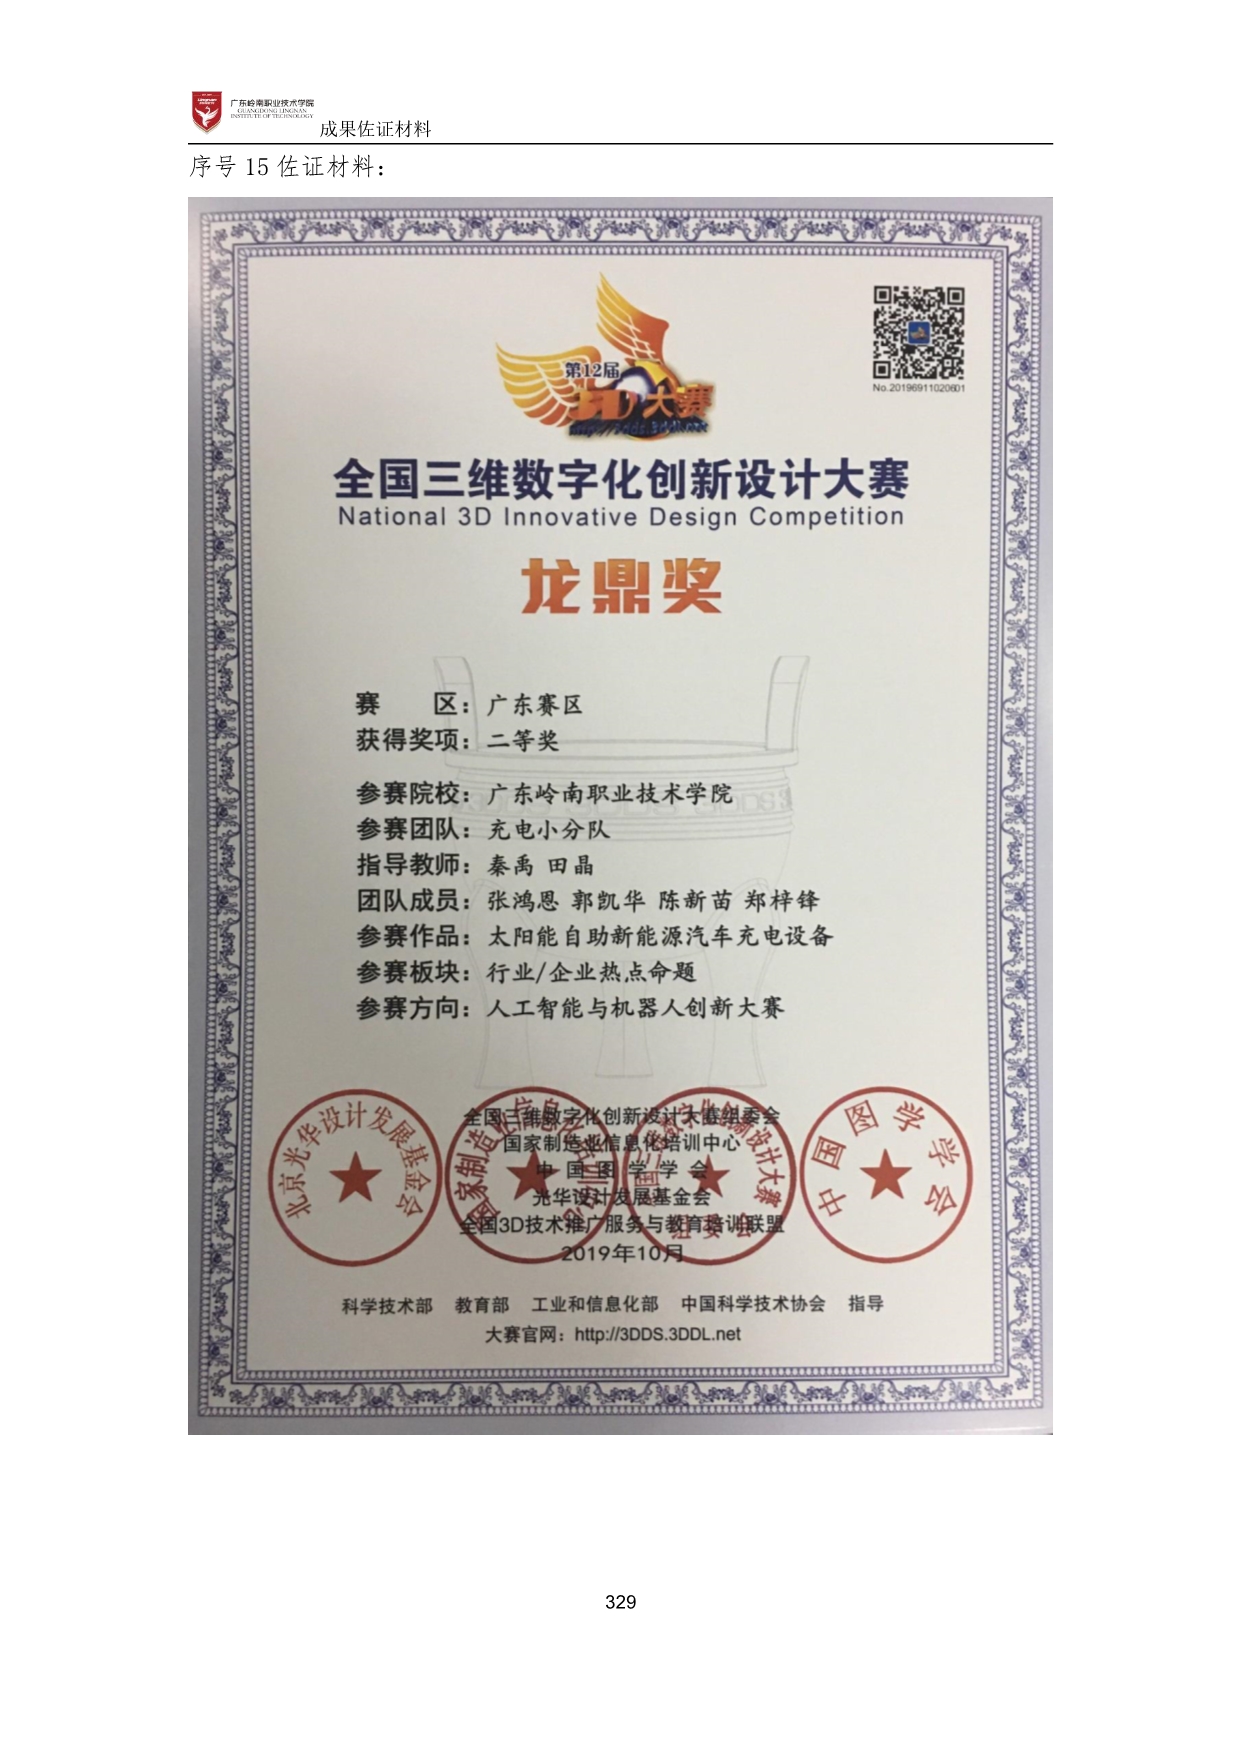 广东岭南职业技术学院
GUANGDONG LINGNAN
INSTITUTE OF TECHNOLOGY
成果佐证材料
序号 15 佐证材料：
第12届
3D大赛
http://3dds.3ddl.net
No.20196911020601
全国三维数字化创新设计大赛
National 3D Innovative Design Competition
龙鼎奖
赛　　区：广东赛区
获得奖项：二等奖
参赛院校：广东岭南职业技术学院
参赛团队：充电小分队
指导教师：秦禹 田晶
团队成员：张鸿恩 郭凯华 陈新苗 郑梓锋
参赛作品：太阳能自助新能源汽车充电设备
参赛板块：行业/企业热点命题
参赛方向：人工智能与机器人创新大赛
全国三维数字化创新设计大赛组委会
国家制造业信息化培训中心
中 国 图 学 学 会
光华设计发展基金会
全国3D技术推广服务与教育培训联盟
2019年10月
北京光华设计发展基金会
中国图学学会
科学技术部　教育部　工业和信息化部　中国科学技术协会　指导
大赛官网：http://3DDS.3DDL.net
329